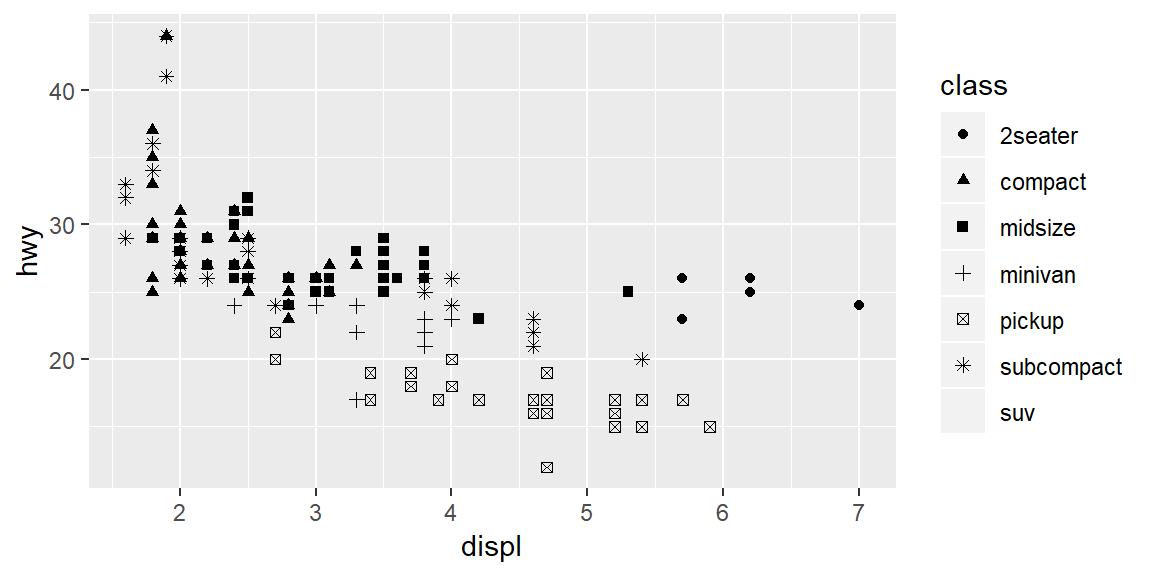 class
40
2seater
compact
30
midsize
hwy
minivan
pickup
20
subcompact
suv
2 3 4 5 6 7
displ